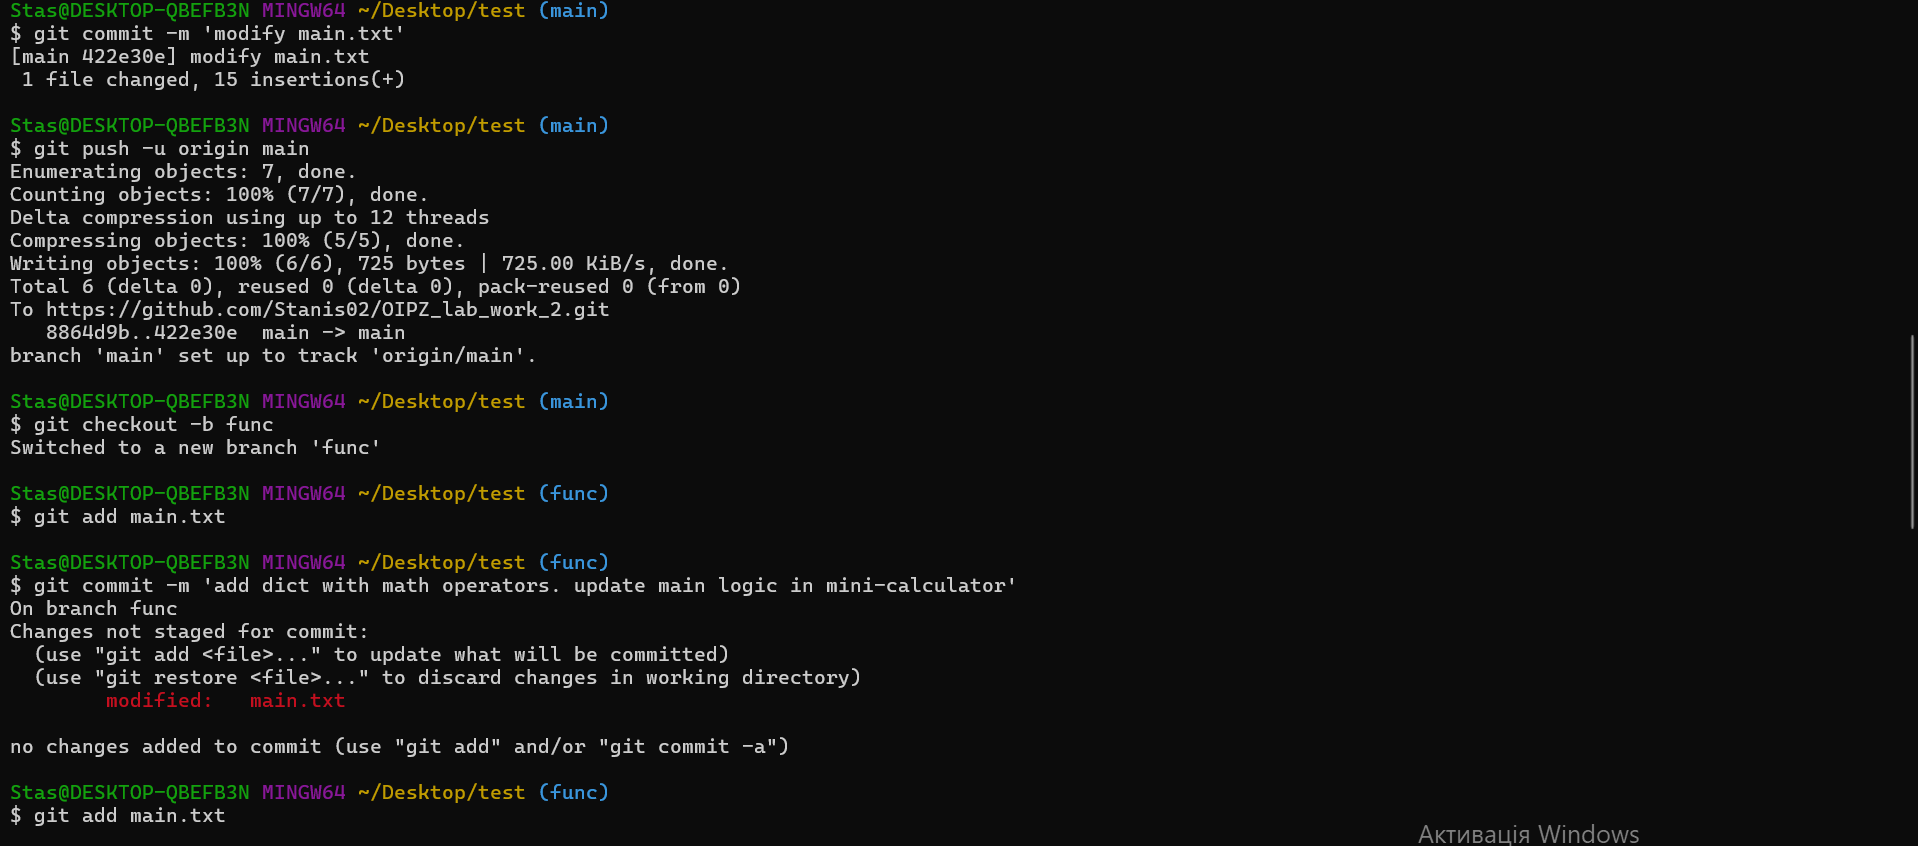 Stas@DESKTOP-QBEFB3N MINGW64 ~/Desktop/test (main)
$ git commit -m 'modify main.txt'
[main 422e30e] modify main.txt
 1 file changed, 15 insertions(+)

Stas@DESKTOP-QBEFB3N MINGW64 ~/Desktop/test (main)
$ git push -u origin main
Enumerating objects: 7, done.
Counting objects: 100% (7/7), done.
Delta compression using up to 12 threads
Compressing objects: 100% (5/5), done.
Writing objects: 100% (6/6), 725 bytes | 725.00 KiB/s, done.
Total 6 (delta 0), reused 0 (delta 0), pack-reused 0 (from 0)
To https://github.com/Stanis02/OIPZ_lab_work_2.git
   8864d9b..422e30e  main -> main
branch 'main' set up to track 'origin/main'.

Stas@DESKTOP-QBEFB3N MINGW64 ~/Desktop/test (main)
$ git checkout -b func
Switched to a new branch 'func'

Stas@DESKTOP-QBEFB3N MINGW64 ~/Desktop/test (func)
$ git add main.txt

Stas@DESKTOP-QBEFB3N MINGW64 ~/Desktop/test (func)
$ git commit -m 'add dict with math operators. update main logic in mini-calculator'
On branch func
Changes not staged for commit:
  (use "git add <file>..." to update what will be committed)
  (use "git restore <file>..." to discard changes in working directory)
        modified:   main.txt

no changes added to commit (use "git add" and/or "git commit -a")

Stas@DESKTOP-QBEFB3N MINGW64 ~/Desktop/test (func)
$ git add main.txt
Активація Windows